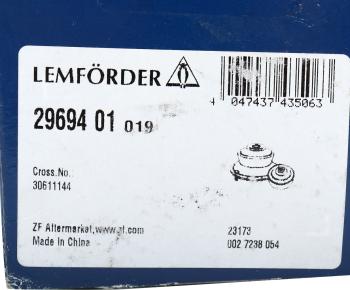 LEMFÖRDER
4 047437 435063
29694 01 019
Cross.No.:
30611144
ZF Aftermarket,www.zf.com
Made in China
23173
002 7238 054